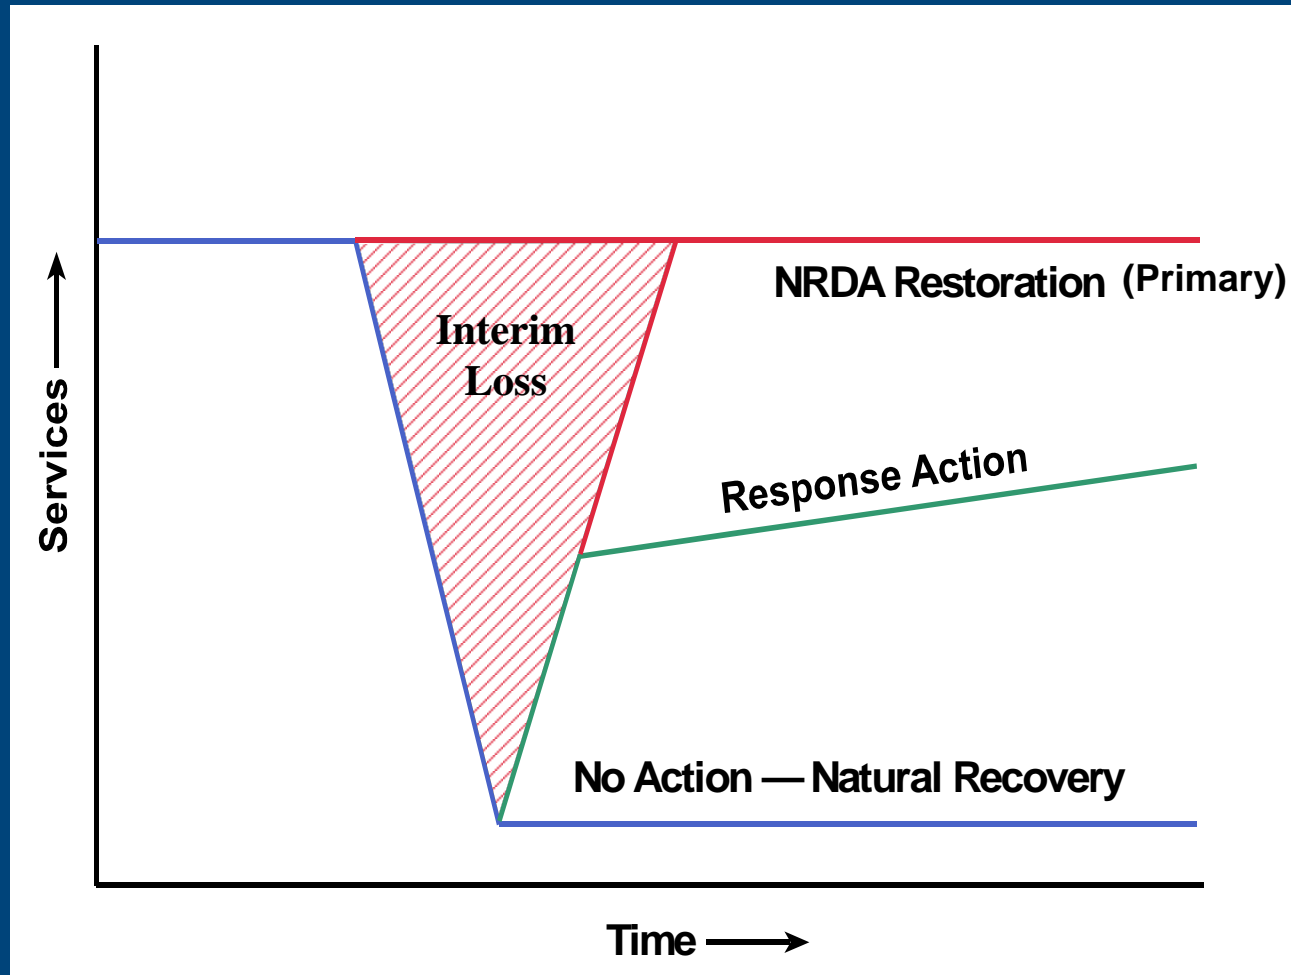 NRDA Restoration (Primary)
Interim
Loss
Services
Response Action
No Action — Natural Recovery
Time